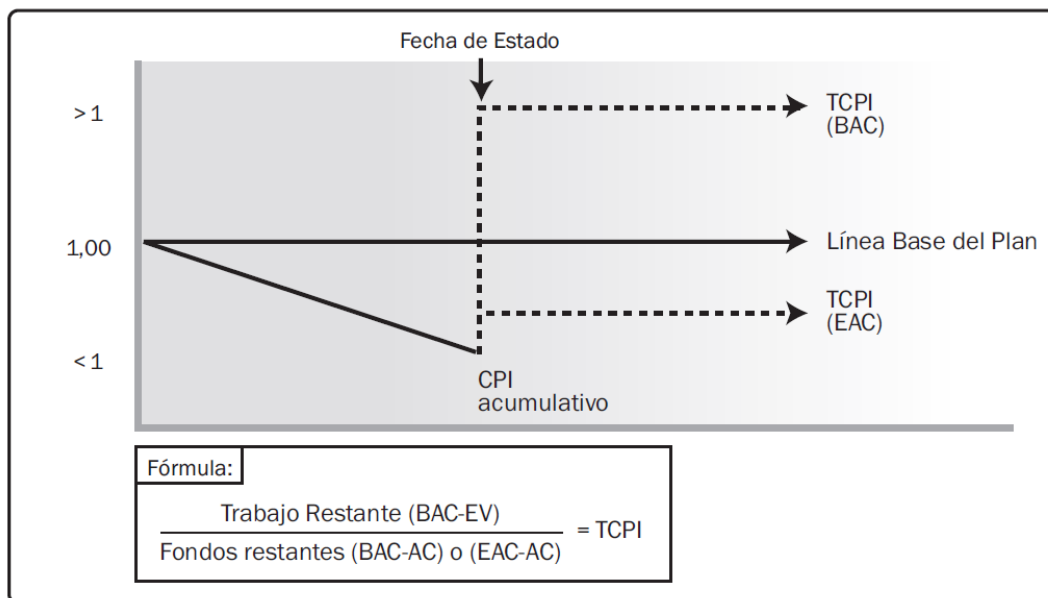 Fecha de Estado
> 1
TCPI
(BAC)
1,00
Línea Base del Plan
TCPI
(EAC)
< 1
CPI
acumulativo
Fórmula:
Trabajo Restante (BAC-EV)
Fondos restantes (BAC-AC) o (EAC-AC)
= TCPI